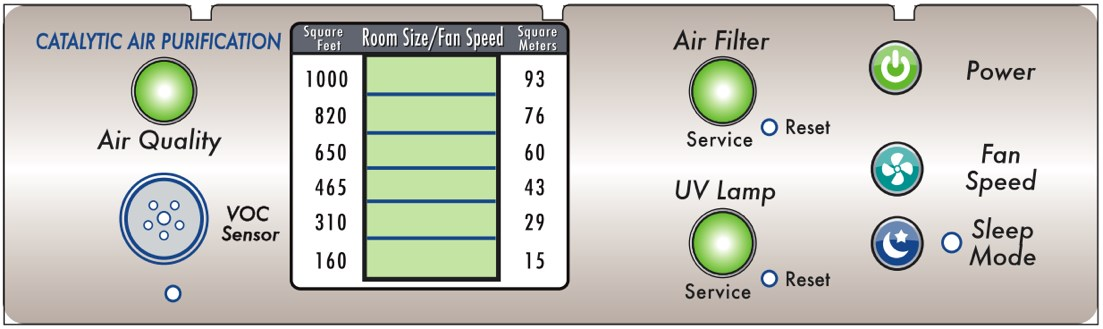 CATALYTIC AIR PURIFICATION
Air Quality
VOC
Sensor
Square
Feet
Room Size/Fan Speed
Square
Meters
1000 93
820 76
650 60
465 43
310 29
160 15
Air Filter
Service
Reset
UV Lamp
Service
Reset
Power
Fan
Speed
Sleep
Mode